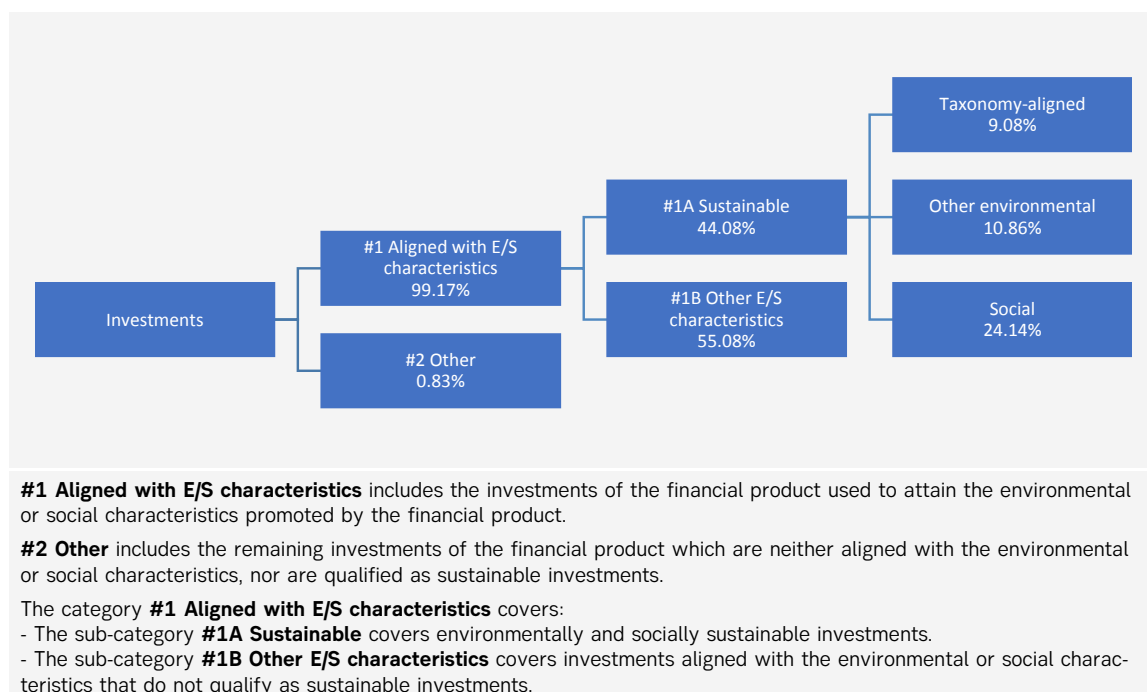 Taxonomy-aligned
9.08%
#1A Sustainable
44.08%
Other environmental
10.86%
#1 Aligned with E/S
characteristics
99.17%
Investments
#1B Other E/S
characteristics
55.08%
Social
24.14%
#2 Other
0.83%
#1 Aligned with E/S characteristics includes the investments of the financial product used to attain the environmental
or social characteristics promoted by the financial product.
#2 Other includes the remaining investments of the financial product which are neither aligned with the environmental
or social characteristics, nor are qualified as sustainable investments.
The category #1 Aligned with E/S characteristics covers:
- The sub-category #1A Sustainable covers environmentally and socially sustainable investments.
- The sub-category #1B Other E/S characteristics covers investments aligned with the environmental or social charac-
teristics that do not qualify as sustainable investments.